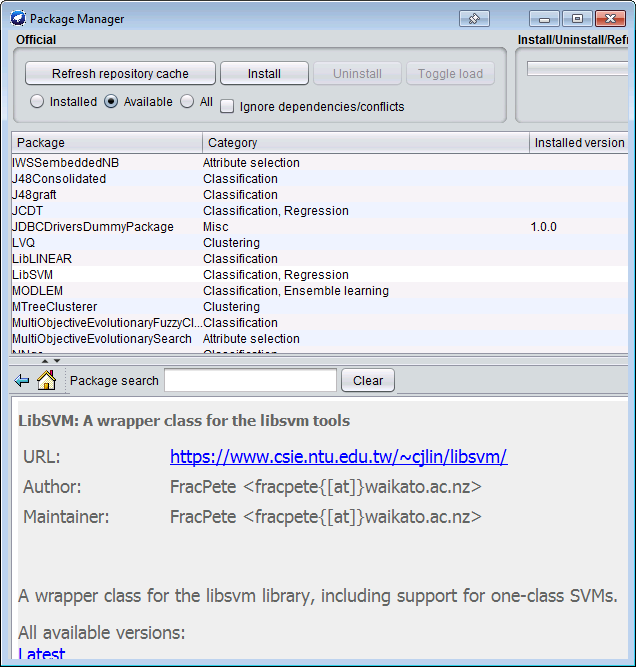 Package Manager
Official
Install/Uninstall/Refr
Refresh repository cache Install Uninstall Toggle load
Installed Available All Ignore dependencies/conflicts
Package Category Installed version
IWSSembeddedNB Attribute selection
J48Consolidated Classification
J48graft Classification
JCDT Classification, Regression
JDBCDriversDummyPackage Misc 1.0.0
LVQ Clustering
LibLINEAR Classification
LibSVM Classification, Regression
MODLEM Classification, Ensemble learning
MTreeClusterer Clustering
MultiObjectiveEvolutionaryFuzzyCl... Classification
MultiObjectiveEvolutionarySearch Attribute selection
Package search Clear
LibSVM: A wrapper class for the libsvm tools
URL: https://www.csie.ntu.edu.tw/~cjlin/libsvm/
Author: FracPete <fracpete{[at]}waikato.ac.nz>
Maintainer: FracPete <fracpete{[at]}waikato.ac.nz>
A wrapper class for the libsvm library, including support for one-class SVMs.
All available versions:
Latest